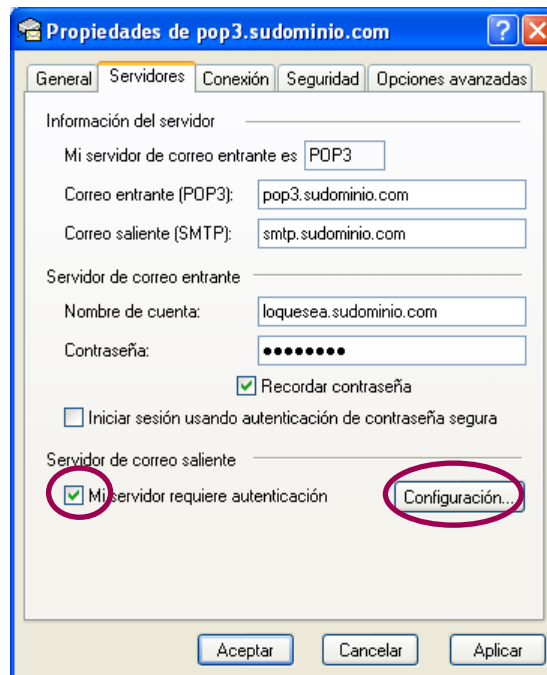 Propiedades de pop3.sudominio.com
General Servidores Conexión Seguridad Opciones avanzadas
Información del servidor
Mi servidor de correo entrante es POP3
Correo entrante (POP3): pop3.sudominio.com
Correo saliente (SMTP): smtp.sudominio.com
Servidor de correo entrante
Nombre de cuenta: loquesea.sudominio.com
Contraseña: ●●●●●●●●
Recordar contraseña
Iniciar sesión usando autenticación de contraseña segura
Servidor de correo saliente
Mi servidor requiere autenticación Configuración...
Aceptar Cancelar Aplicar